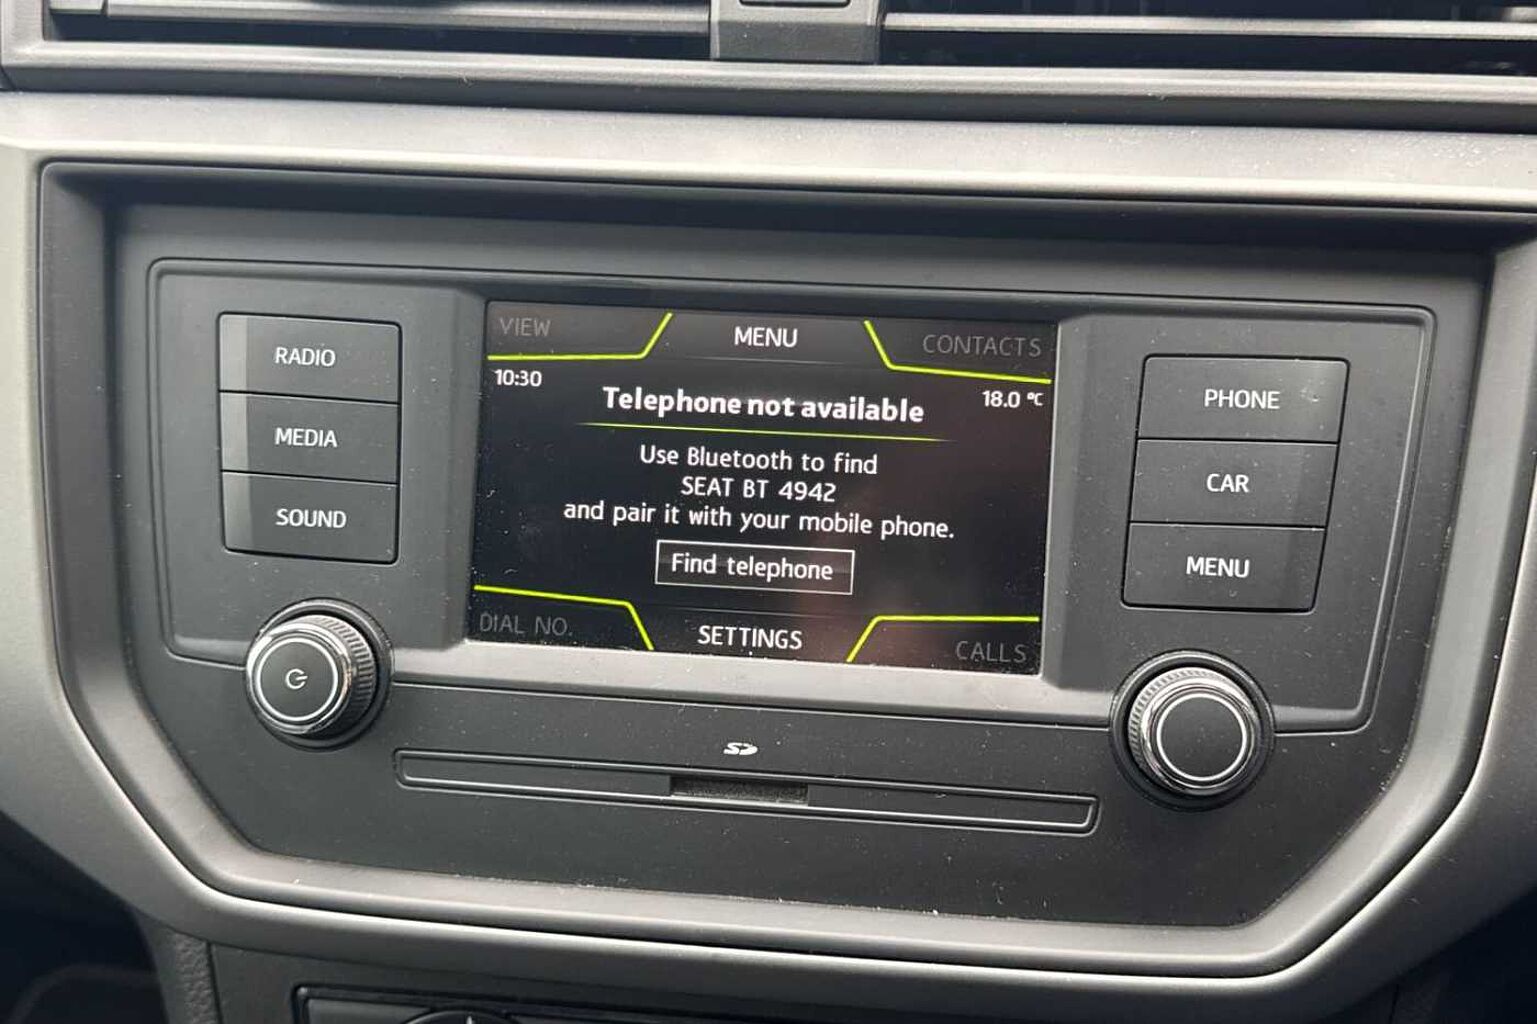 VIEW
MENU
CONTACTS
10:30
18.0 °C
Telephone not available
Use Bluetooth to find
SEAT BT 4942
and pair it with your mobile phone.
Find telephone
DIAL NO.
SETTINGS
CALLS
RADIO
MEDIA
SOUND
PHONE
CAR
MENU
SD